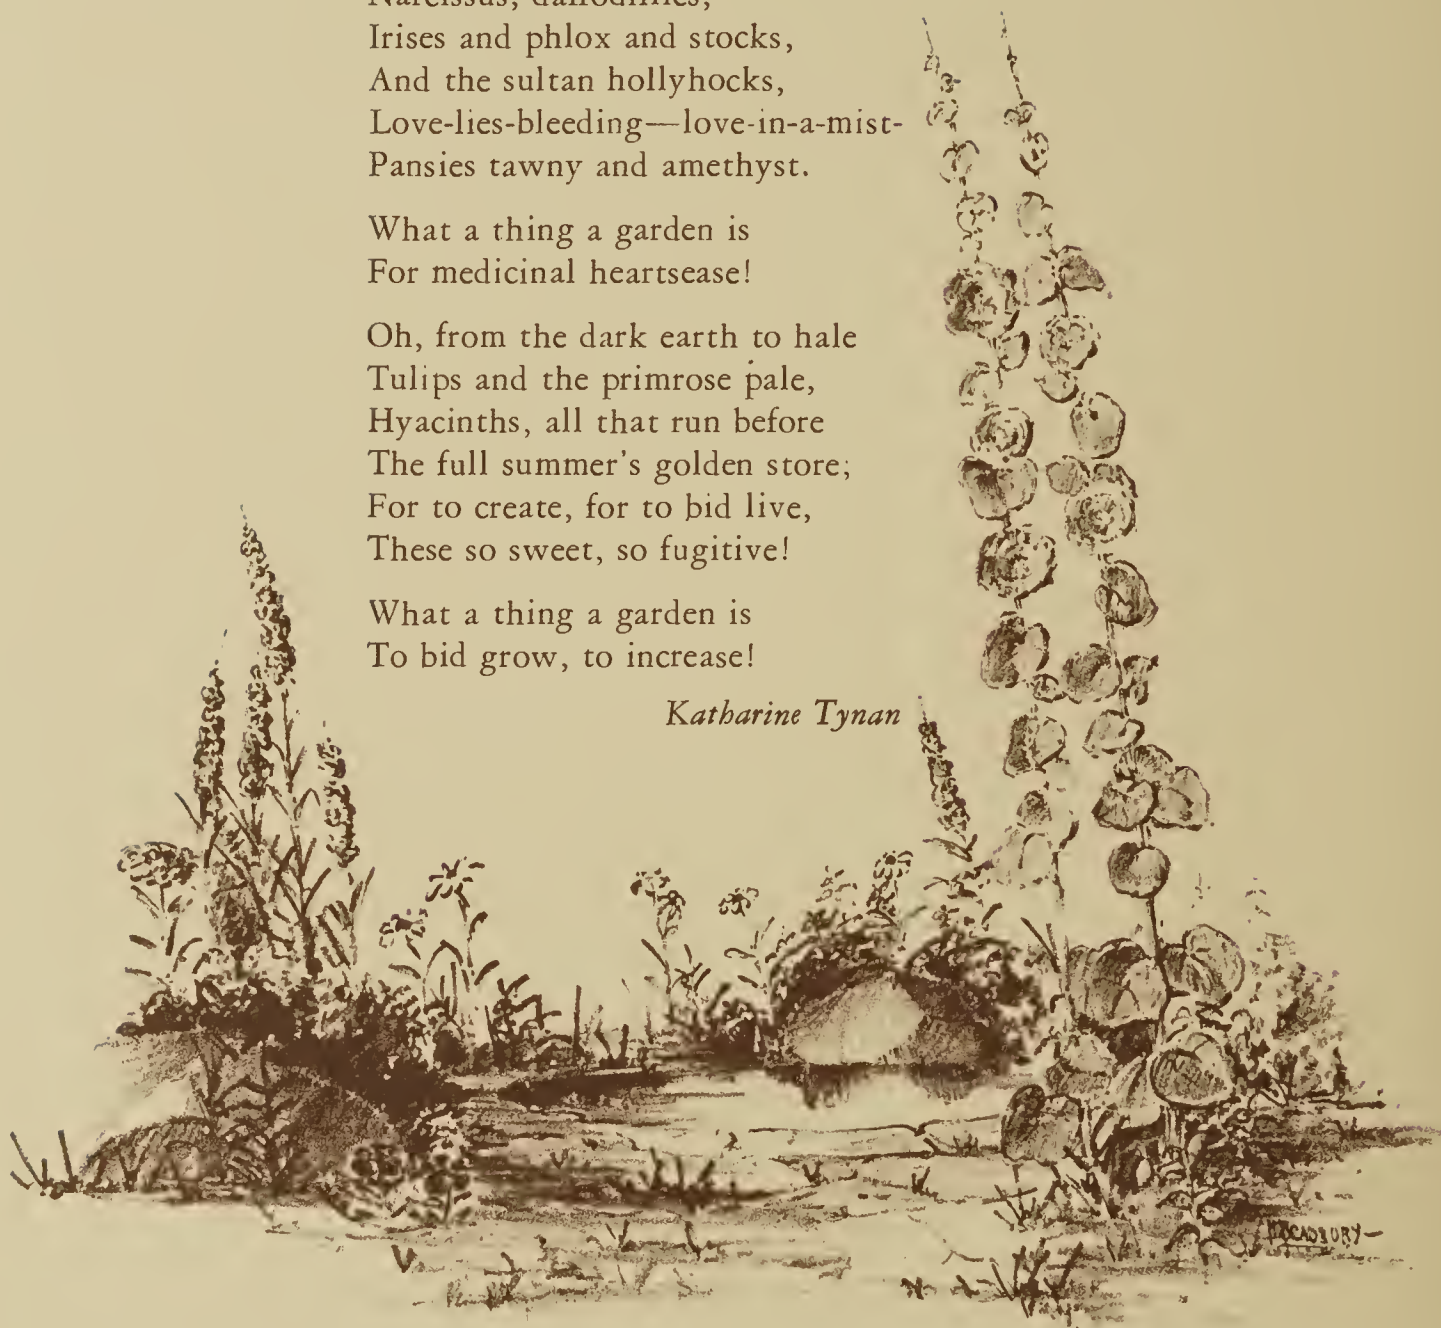 Narcissus, daffodillies,
Irises and phlox and stocks,
And the sultan hollyhocks,
Love-lies-bleeding—love-in-a-mist-
Pansies tawny and amethyst.
What a thing a garden is
For medicinal heartsease!
Oh, from the dark earth to hale
Tulips and the primrose pale,
Hyacinths, all that run before
The full summer's golden store;
For to create, for to bid live,
These so sweet, so fugitive!
What a thing a garden is
To bid grow, to increase!
Katharine Tynan